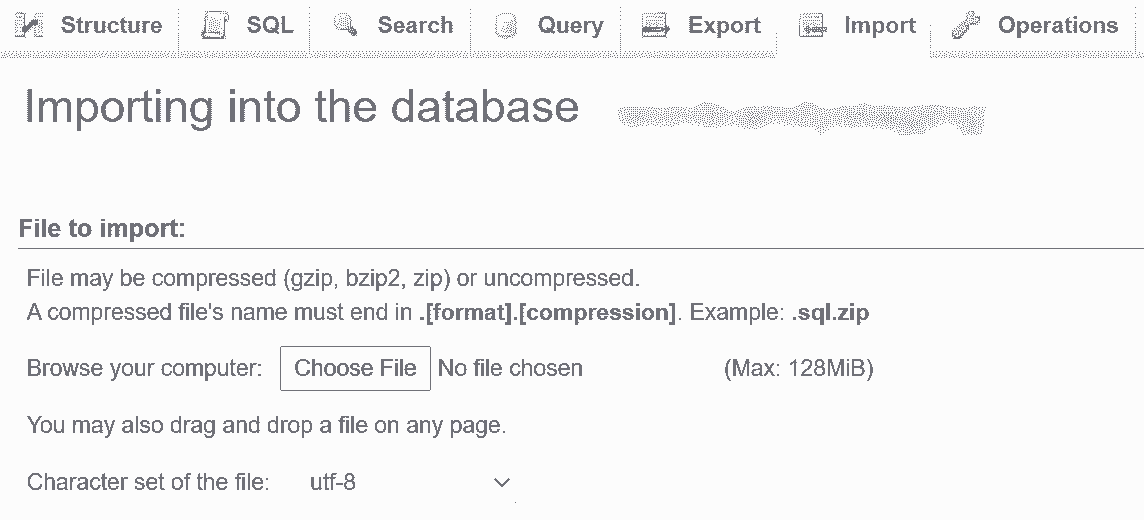 Structure SQL Search Query Export Import Operations
Importing into the database
File to import:
File may be compressed (gzip, bzip2, zip) or uncompressed.
A compressed file's name must end in .[format].[compression]. Example: .sql.zip
Browse your computer: Choose File No file chosen (Max: 128MiB)
You may also drag and drop a file on any page.
Character set of the file: utf-8